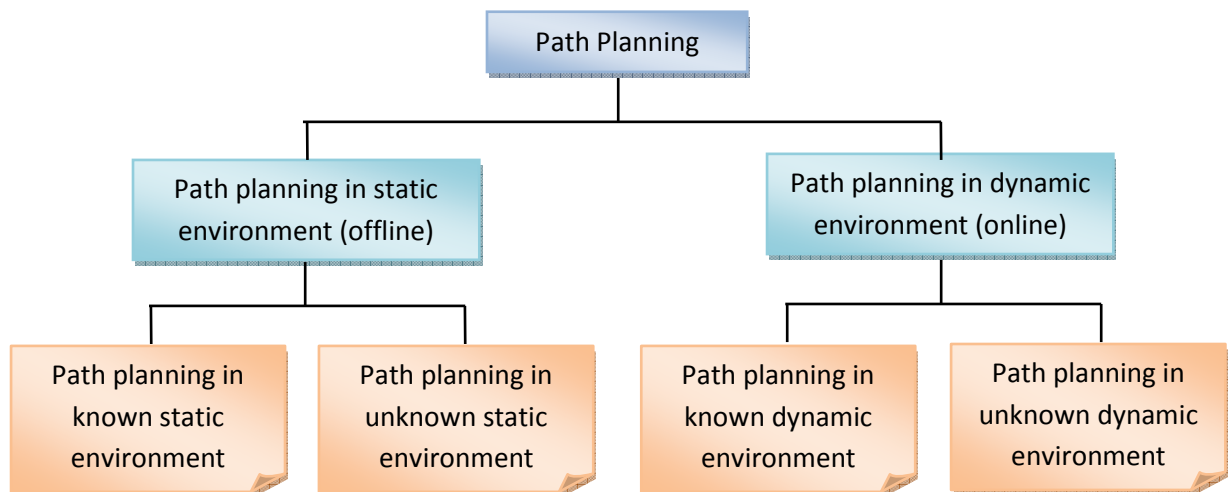 Path Planning
Path planning in static
environment (offline)
Path planning in dynamic
environment (online)
Path planning in
known static
environment
Path planning in
unknown static
environment
Path planning in
known dynamic
environment
Path planning in
unknown dynamic
environment